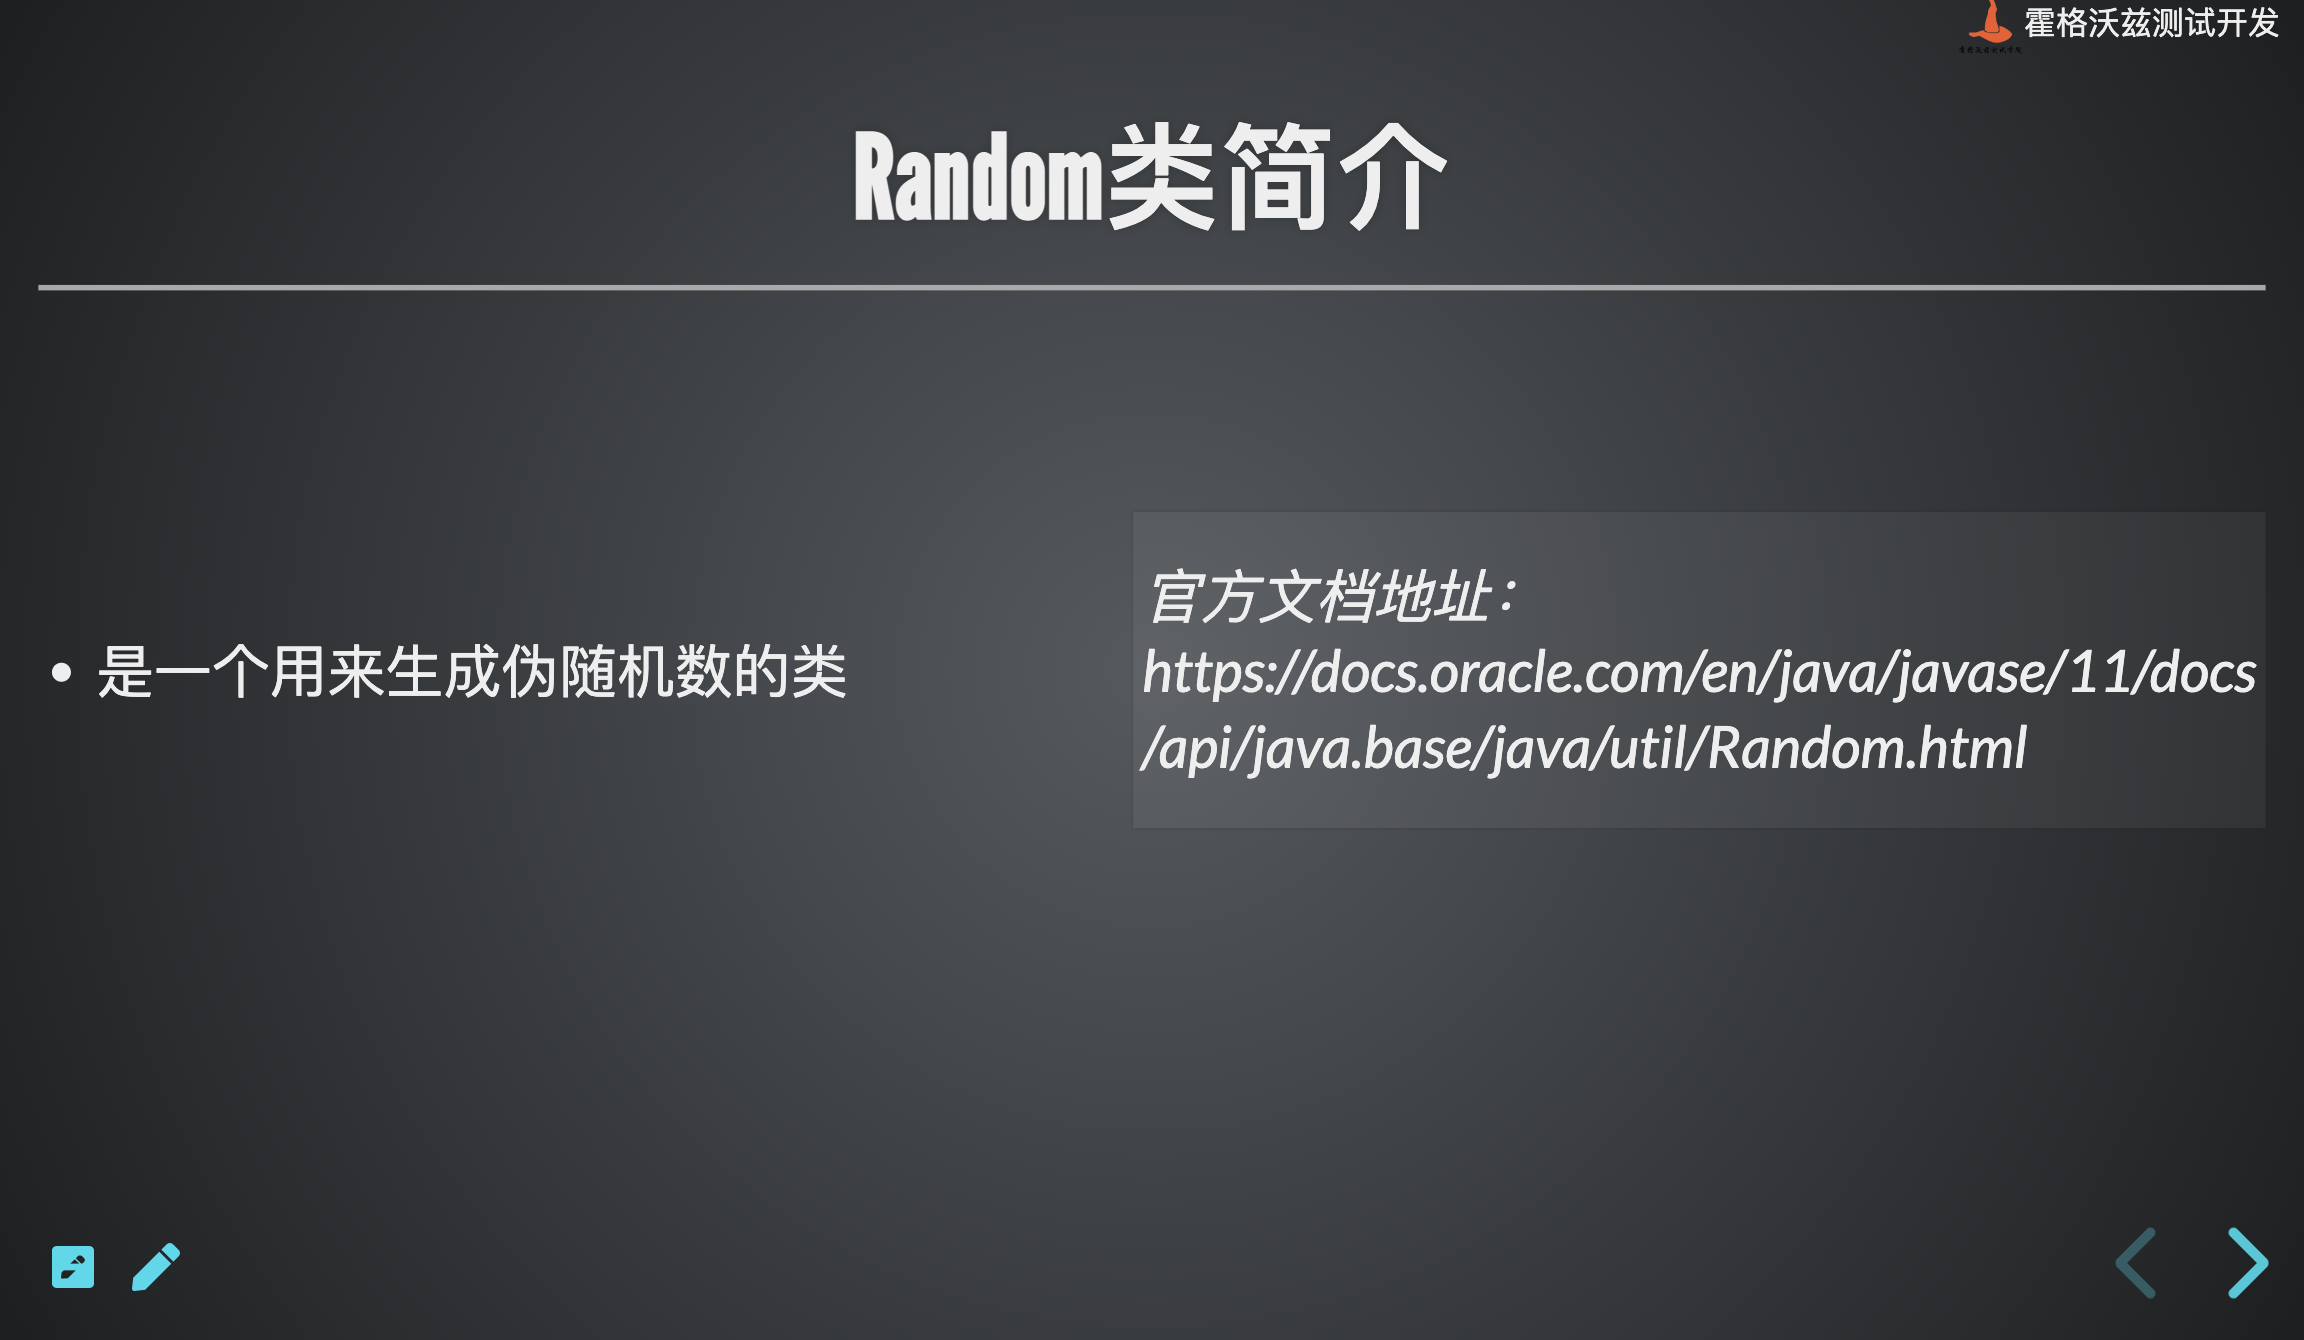 霍格沃兹测试开发
Random类简介
是一个用来生成伪随机数的类
官方文档地址：
https://docs.oracle.com/en/java/javase/11/docs
/api/java.base/java/util/Random.html